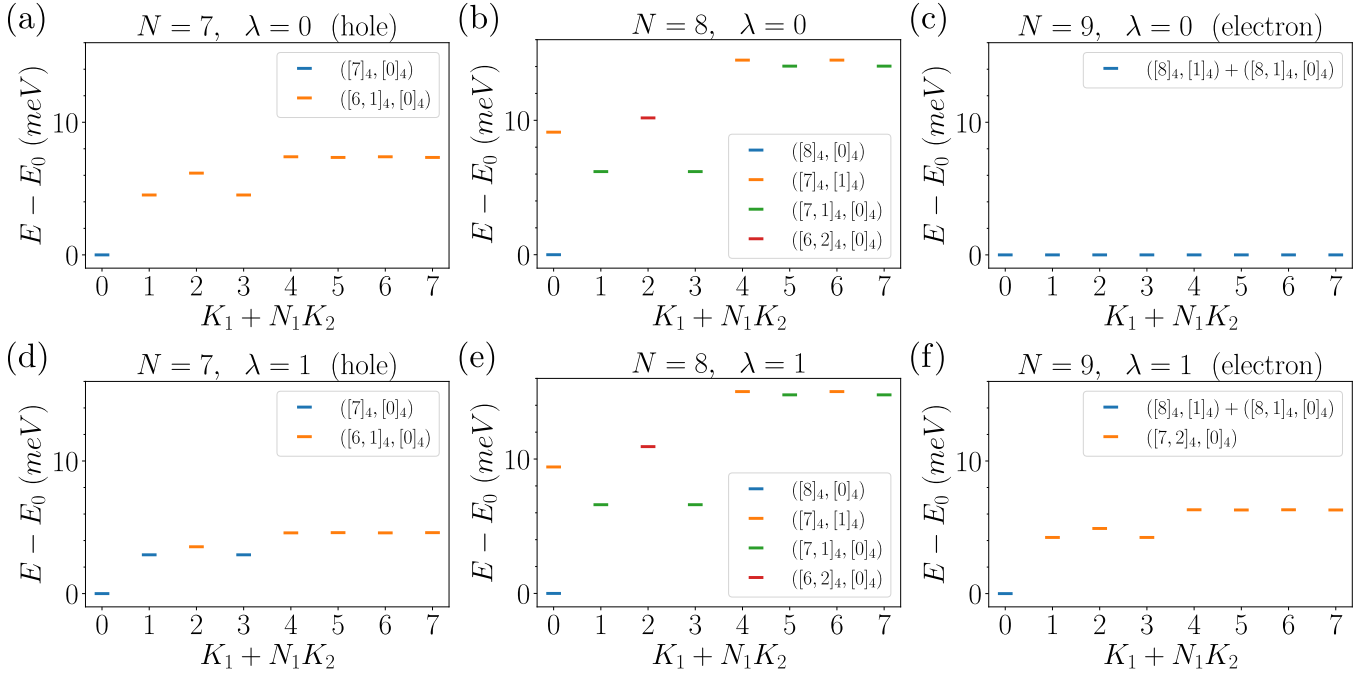 (a) N = 7, λ = 0 (hole)
E − E₀ (meV)
10
0
([7]₄, [0]₄)
([6, 1]₄, [0]₄)
0 1 2 3 4 5 6 7
K₁ + N₁K₂
(b) N = 8, λ = 0
E − E₀ (meV)
10
0
([8]₄, [0]₄)
([7]₄, [1]₄)
([7, 1]₄, [0]₄)
([6, 2]₄, [0]₄)
0 1 2 3 4 5 6 7
K₁ + N₁K₂
(c) N = 9, λ = 0 (electron)
E − E₀ (meV)
10
0
([8]₄, [1]₄) + ([8, 1]₄, [0]₄)
0 1 2 3 4 5 6 7
K₁ + N₁K₂
(d) N = 7, λ = 1 (hole)
E − E₀ (meV)
10
0
([7]₄, [0]₄)
([6, 1]₄, [0]₄)
0 1 2 3 4 5 6 7
K₁ + N₁K₂
(e) N = 8, λ = 1
E − E₀ (meV)
10
0
([8]₄, [0]₄)
([7]₄, [1]₄)
([7, 1]₄, [0]₄)
([6, 2]₄, [0]₄)
0 1 2 3 4 5 6 7
K₁ + N₁K₂
(f) N = 9, λ = 1 (electron)
E − E₀ (meV)
10
0
([8]₄, [1]₄) + ([8, 1]₄, [0]₄)
([7, 2]₄, [0]₄)
0 1 2 3 4 5 6 7
K₁ + N₁K₂